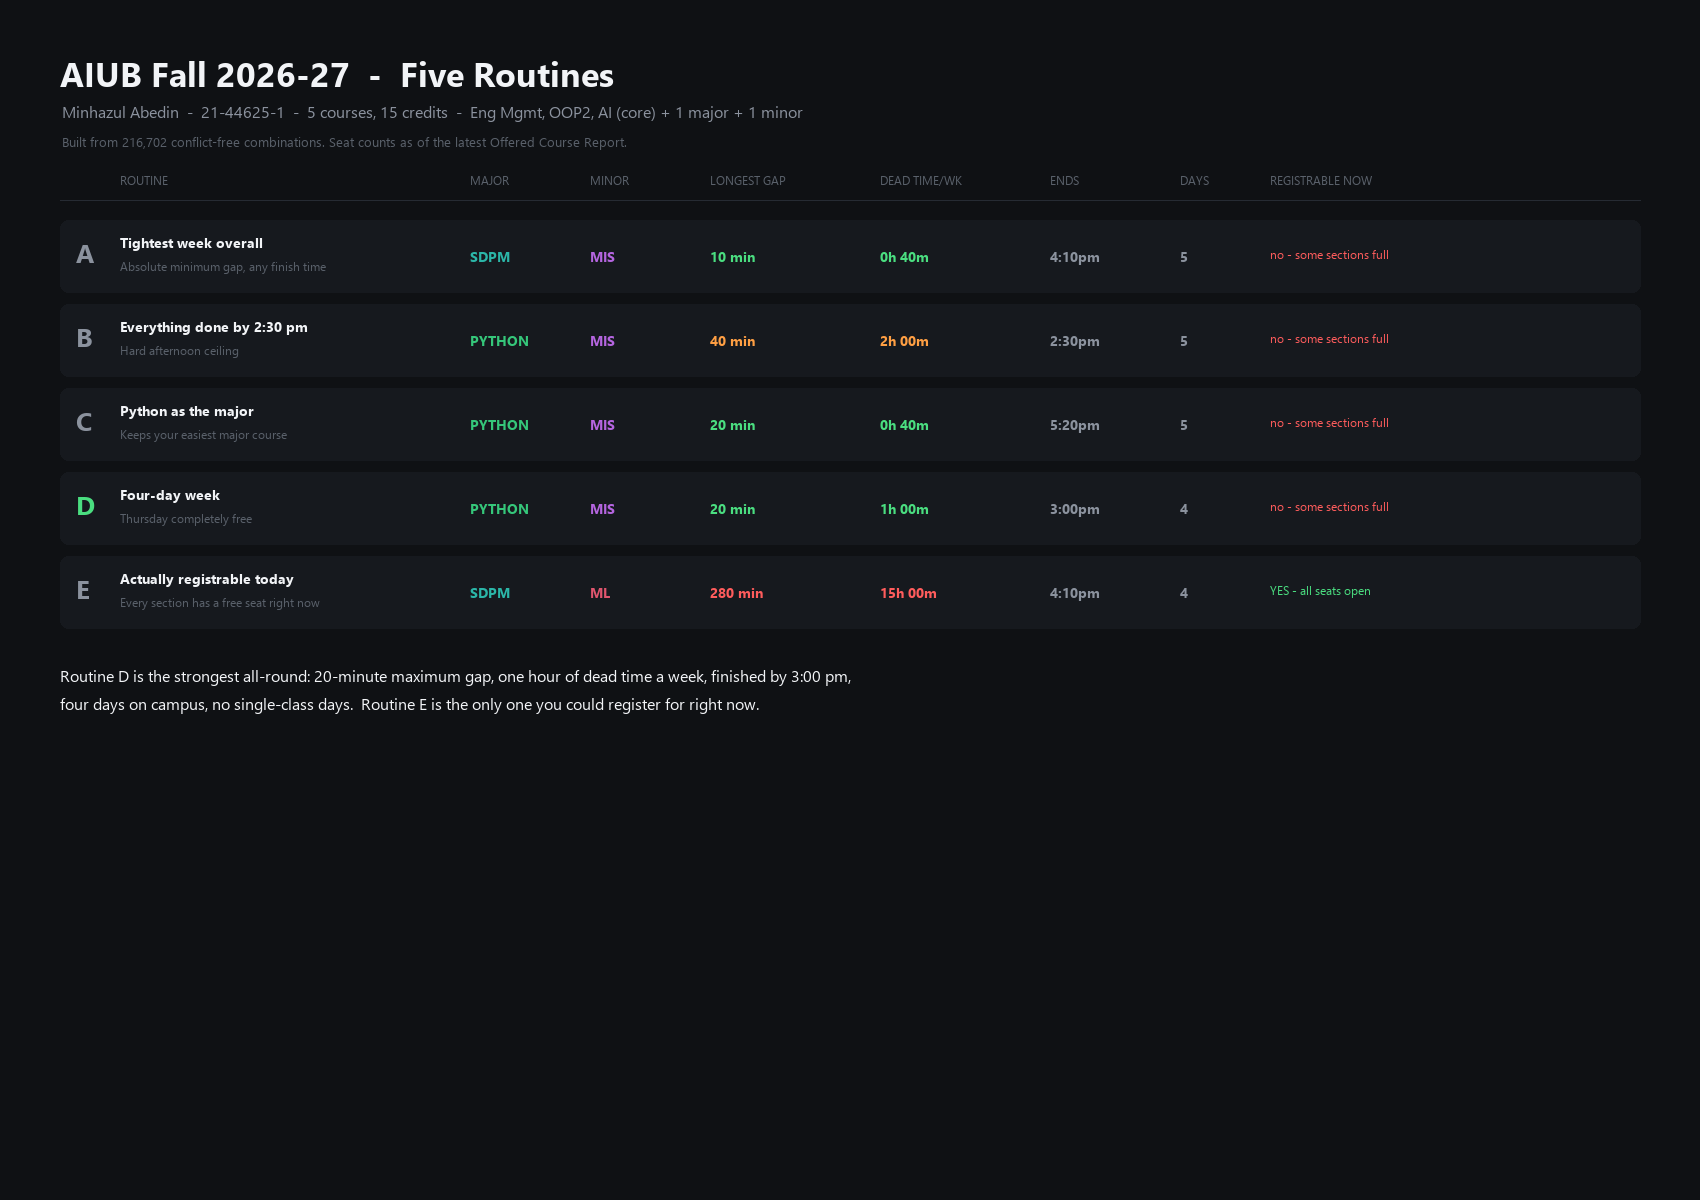 AIUB Fall 2026-27 - Five Routines
Minhazul Abedin - 21-44625-1 - 5 courses, 15 credits - Eng Mgmt, OOP2, AI (core) + 1 major + 1 minor
Built from 216,702 conflict-free combinations. Seat counts as of the latest Offered Course Report.
ROUTINE MAJOR MINOR LONGEST GAP DEAD TIME/WK ENDS DAYS REGISTRABLE NOW
A Tightest week overall SDPM MIS 10 min 0h 40m 4:10pm 5 no - some sections full
Absolute minimum gap, any finish time
B Everything done by 2:30 pm PYTHON MIS 40 min 2h 00m 2:30pm 5 no - some sections full
Hard afternoon ceiling
C Python as the major PYTHON MIS 20 min 0h 40m 5:20pm 5 no - some sections full
Keeps your easiest major course
D Four-day week PYTHON MIS 20 min 1h 00m 3:00pm 4 no - some sections full
Thursday completely free
E Actually registrable today SDPM ML 280 min 15h 00m 4:10pm 4 YES - all seats open
Every section has a free seat right now
Routine D is the strongest all-round: 20-minute maximum gap, one hour of dead time a week, finished by 3:00 pm,
four days on campus, no single-class days. Routine E is the only one you could register for right now.